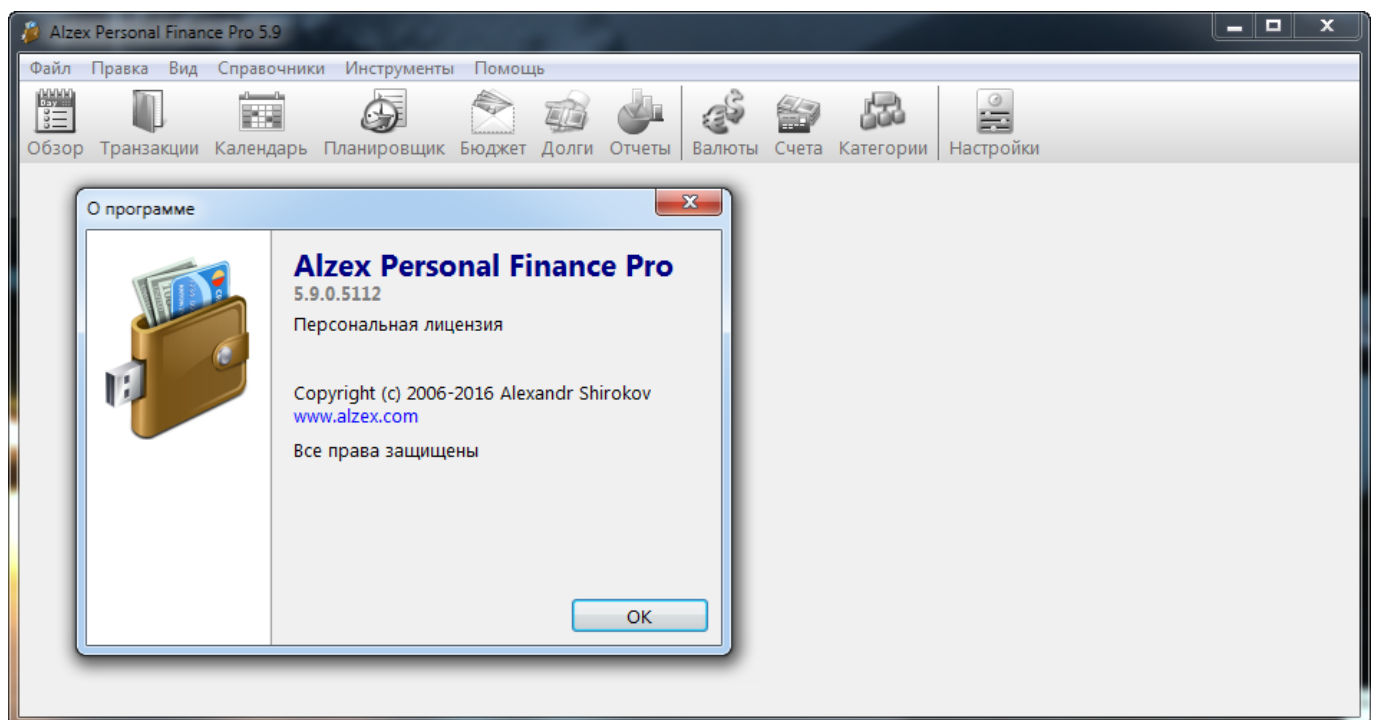 Alzex Personal Finance Pro 5.9
Файл Правка Вид Справочники Инструменты Помощь
Обзор Транзакции Календарь Планировщик Бюджет Долги Отчеты Валюты Счета Категории Настройки
О программе
Alzex Personal Finance Pro
5.9.0.5112
Персональная лицензия
Copyright (c) 2006-2016 Alexandr Shirokov
www.alzex.com
Все права защищены
OK